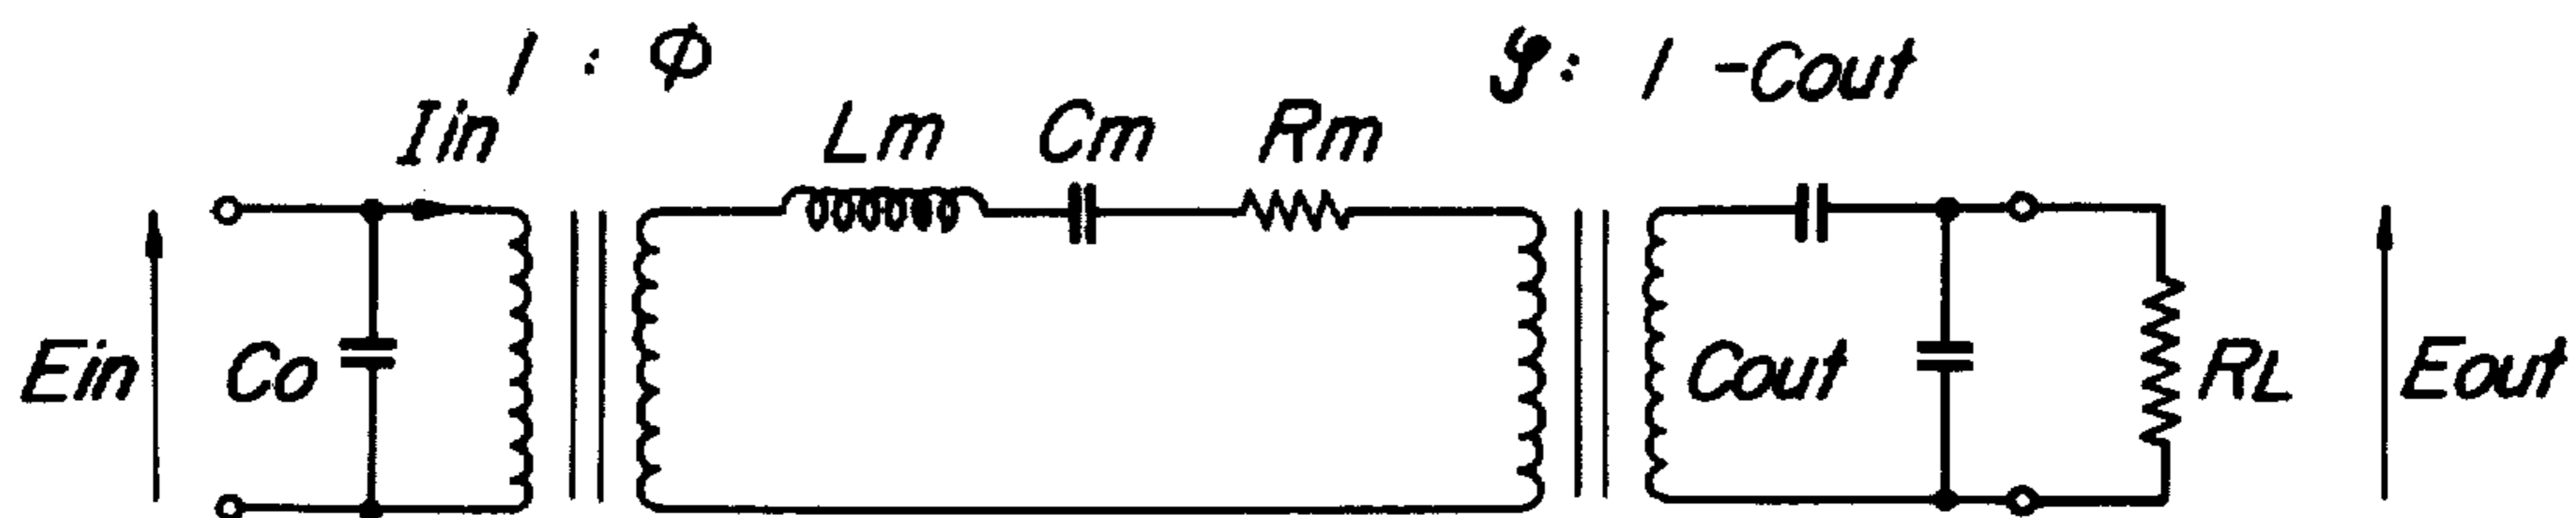 1 : Φ
φ : 1
-Cout
Iin
Lm
Cm
Rm
Ein
Co
Cout
RL
Eout